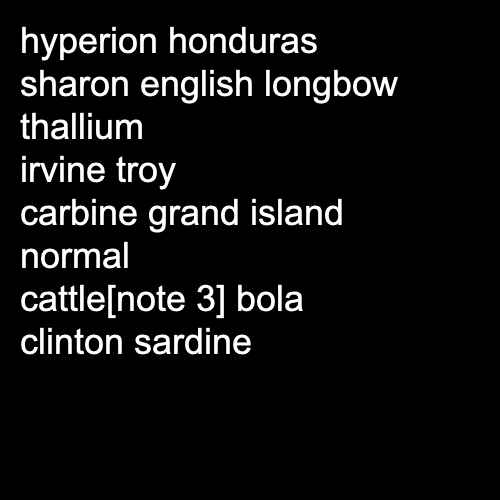 hyperion honduras
sharon english longbow
thallium
irvine troy
carbine grand island
normal
cattle[note 3] bola
clinton sardine